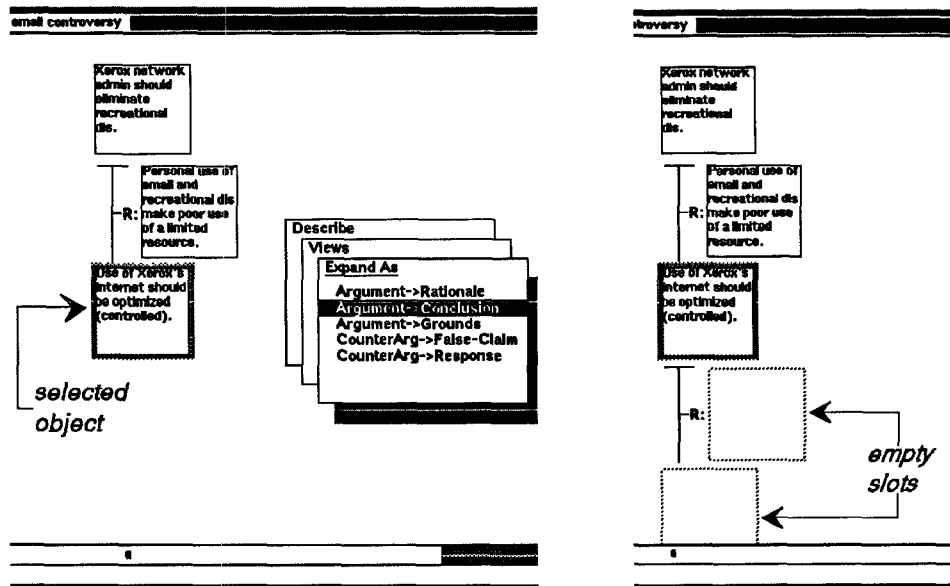 email controversy
Xerox network
admin should
eliminate
recreational
dls.
Personal use of
email and
recreational dls
R: make poor use
of a limited
resource.
Use of Xerox's
internet should
be optimized
(controlled).
selected
object
Describe
Views
Expand As
Argument->Rationale
Argument->Conclusion
Argument->Grounds
CounterArg->False-Claim
CounterArg->Response
troversy
Xerox network
admin should
eliminate
recreational
dls.
Personal use of
email and
recreational dls
R: make poor use
of a limited
resource.
Use of Xerox's
internet should
be optimized
(controlled).
R:
empty
slots